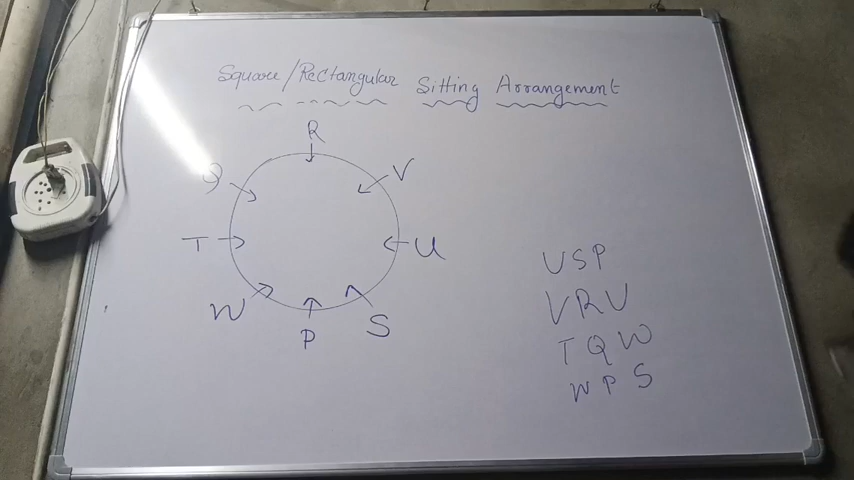 Square/Rectangular Sitting Arrangement
R
Q V
T U
W S
P
USP
VRU
TQW
WPS